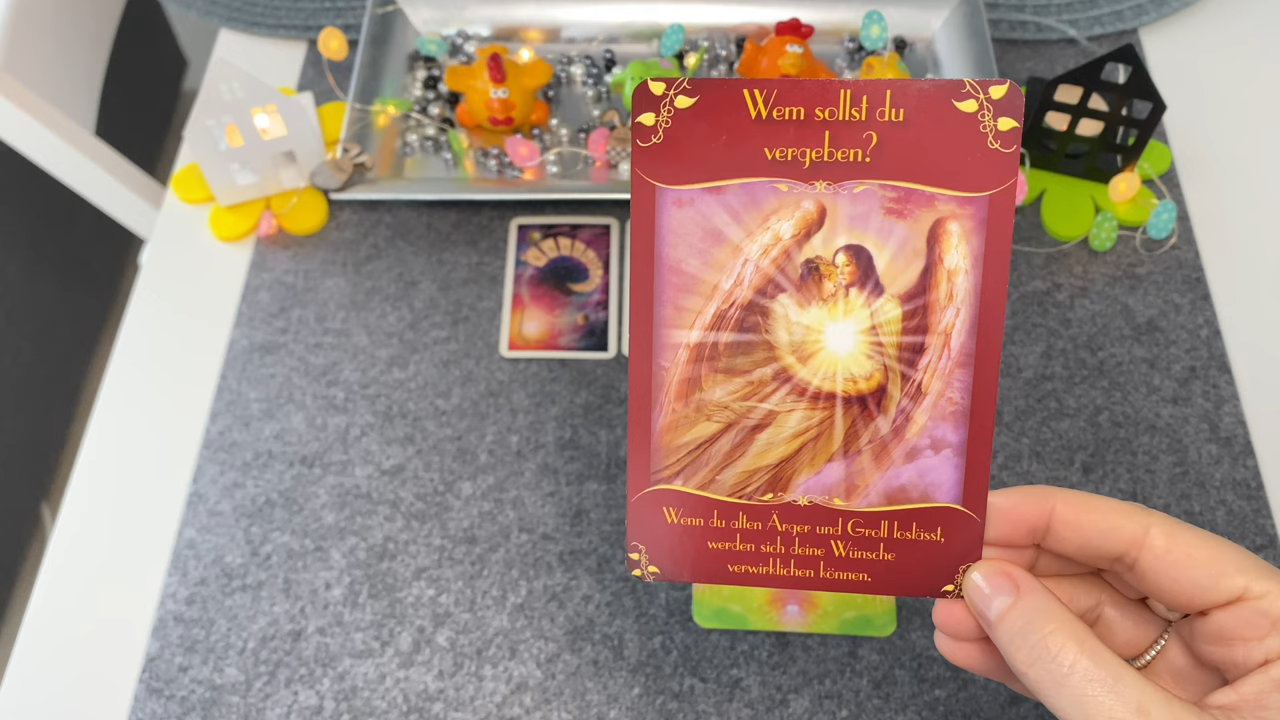 Wem sollst du
vergeben?
Wenn du alten Ärger und Groll loslässt,
werden sich deine Wünsche
verwirklichen können.